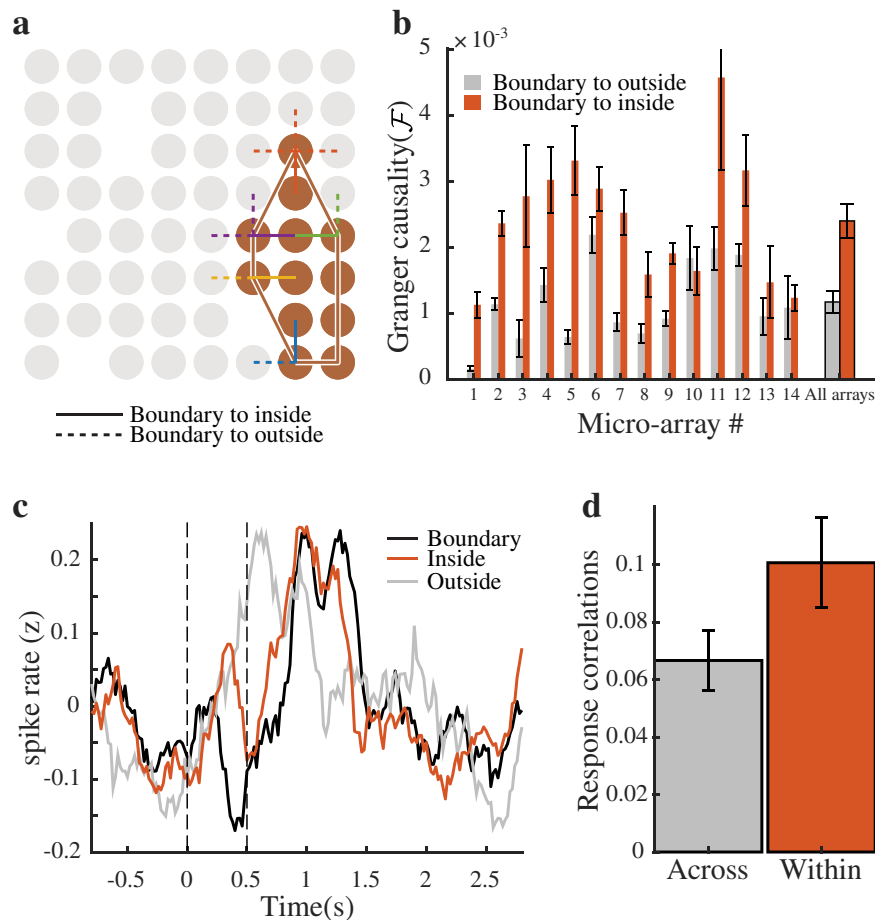 a
Boundary to inside
Boundary to outside
b
× 10⁻³
5
4
3
2
1
0
Granger causality(𝓕)
Boundary to outside
Boundary to inside
1 2 3 4 5 6 7 8 9 10 11 12 13 14 All arrays
Micro-array #
c
0.2
0.1
0
-0.1
-0.2
spike rate (z)
Boundary
Inside
Outside
-0.5 0 0.5 1 1.5 2 2.5
Time(s)
d
0.1
0.08
0.06
0.04
0.02
0
Response correlations
Across Within